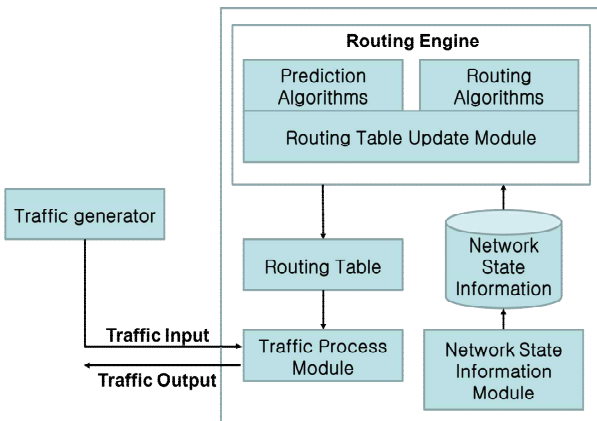 Routing Engine
Prediction
Algorithms
Routing
Algorithms
Routing Table Update Module
Traffic generator
Routing Table
Network
State
Information
Traffic Input
Traffic Output
Traffic Process
Module
Network State
Information
Module